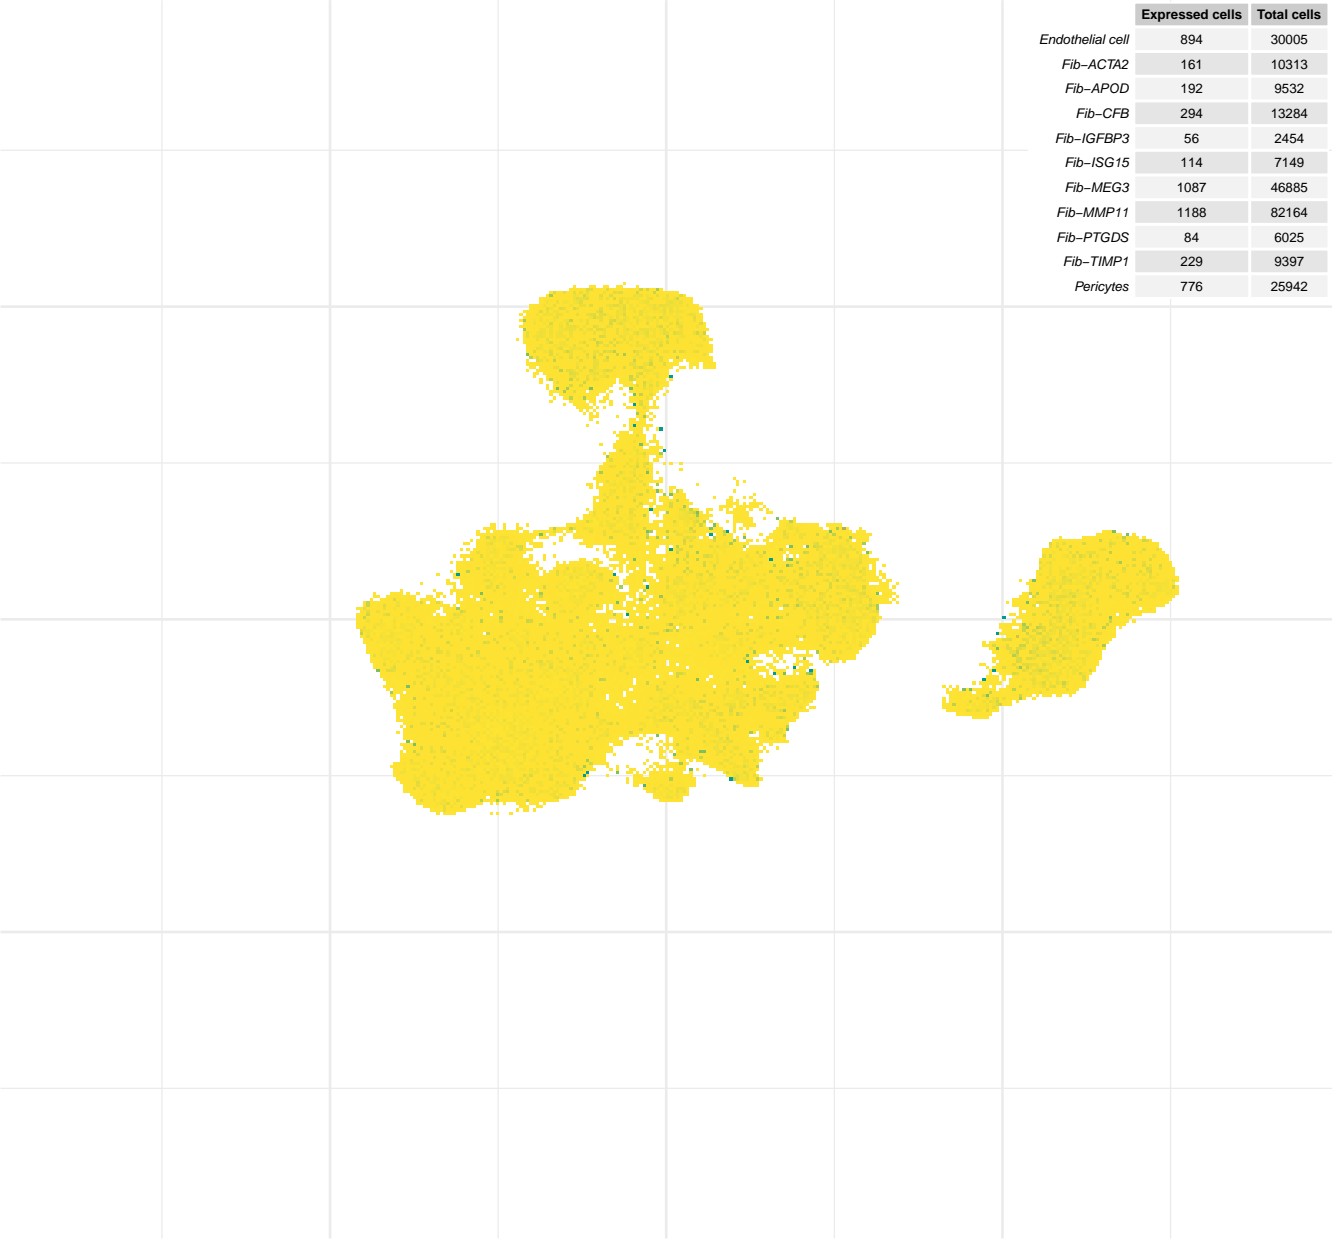 Expressed cells Total cells
Endothelial cell 894 30005
Fib−ACTA2 161 10313
Fib−APOD 192 9532
Fib−CFB 294 13284
Fib−IGFBP3 56 2454
Fib−ISG15 114 7149
Fib−MEG3 1087 46885
Fib−MMP11 1188 82164
Fib−PTGDS 84 6025
Fib−TIMP1 229 9397
Pericytes 776 25942